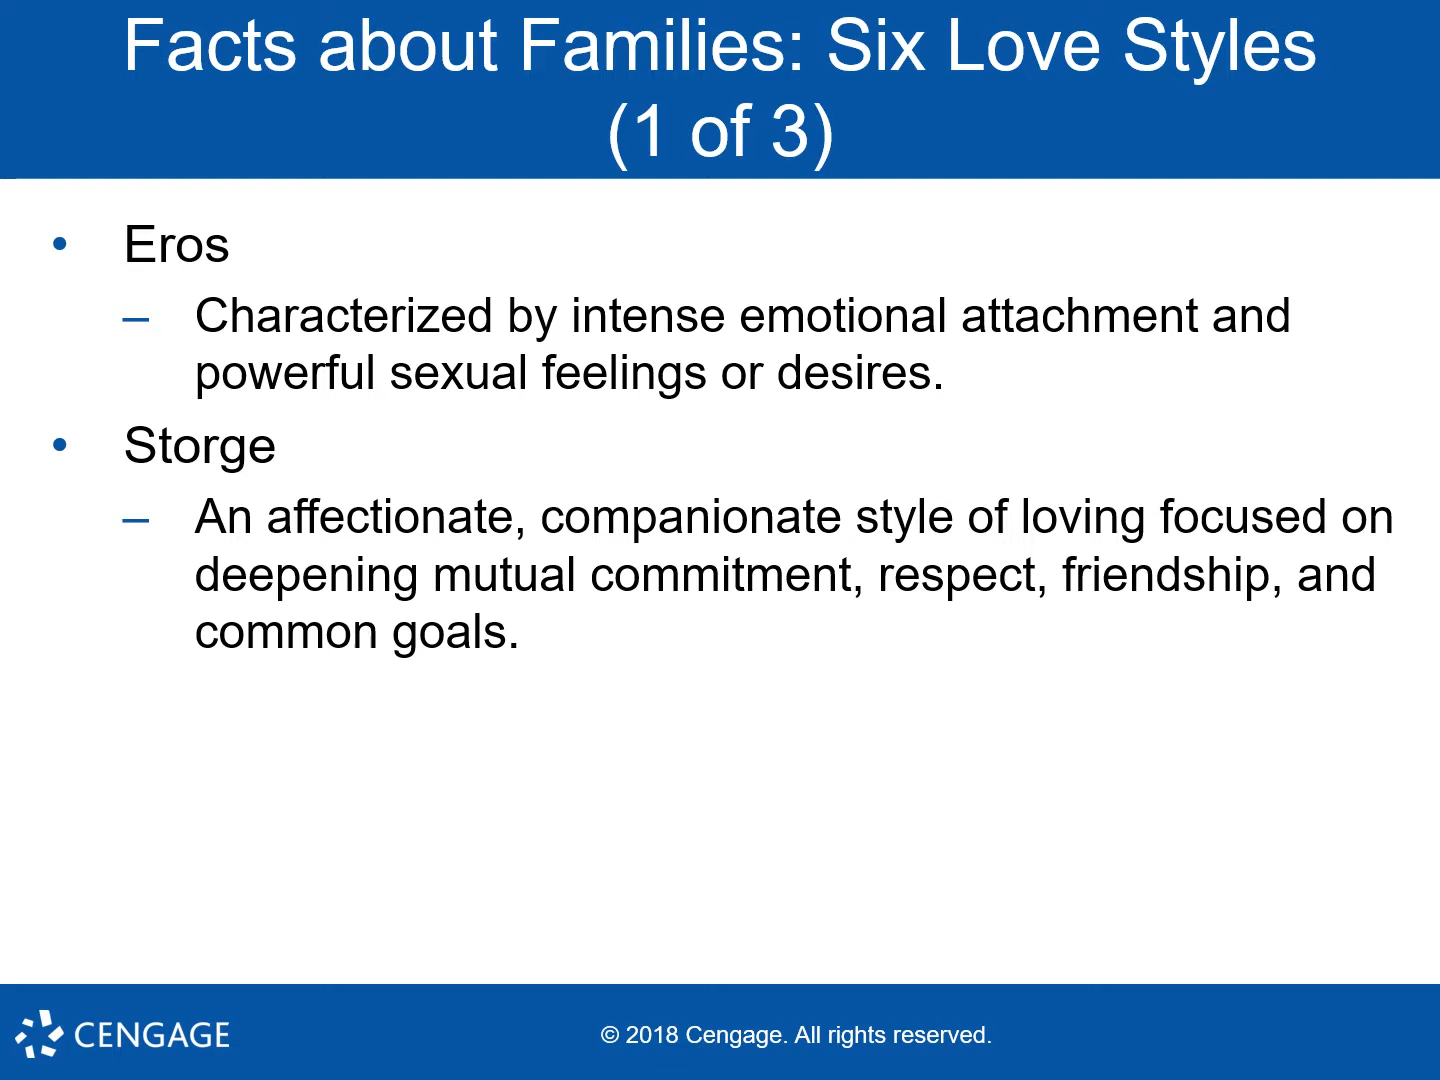 Facts about Families: Six Love Styles
(1 of 3)
• Eros
– Characterized by intense emotional attachment and
powerful sexual feelings or desires.
• Storge
– An affectionate, companionate style of loving focused on
deepening mutual commitment, respect, friendship, and
common goals.
CENGAGE
© 2018 Cengage. All rights reserved.